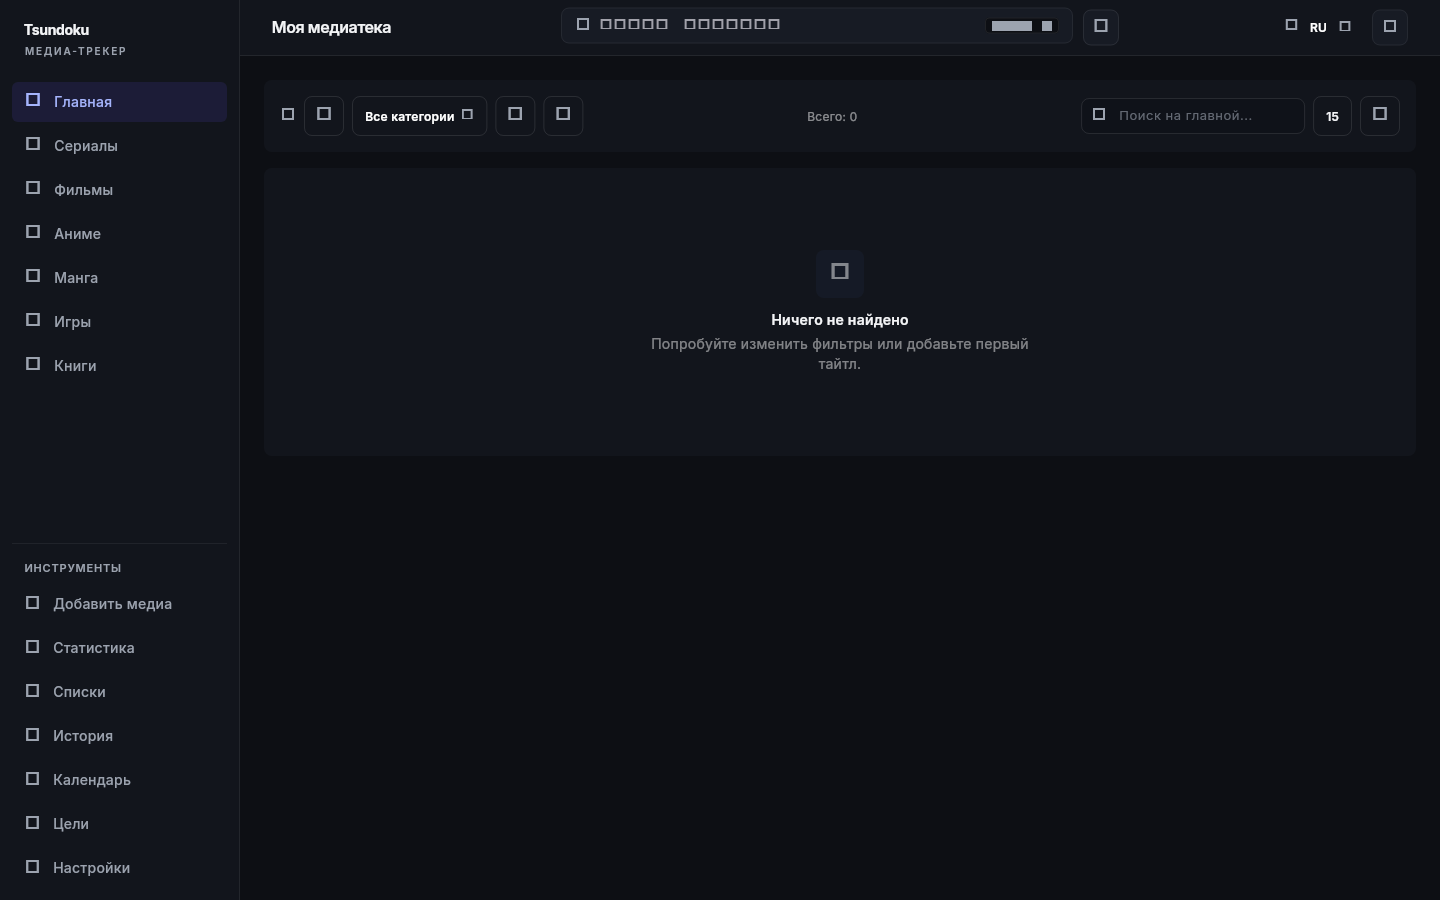 Tsundoku
МЕДИА-ТРЕКЕР
Главная
Сериалы
Фильмы
Аниме
Манга
Игры
Книги
ИНСТРУМЕНТЫ
Добавить медиа
Статистика
Списки
История
Календарь
Цели
Настройки
Моя медиатека
RU
Все категории
Всего: 0
Поиск на главной...
15
Ничего не найдено
Попробуйте изменить фильтры или добавьте первый
тайтл.